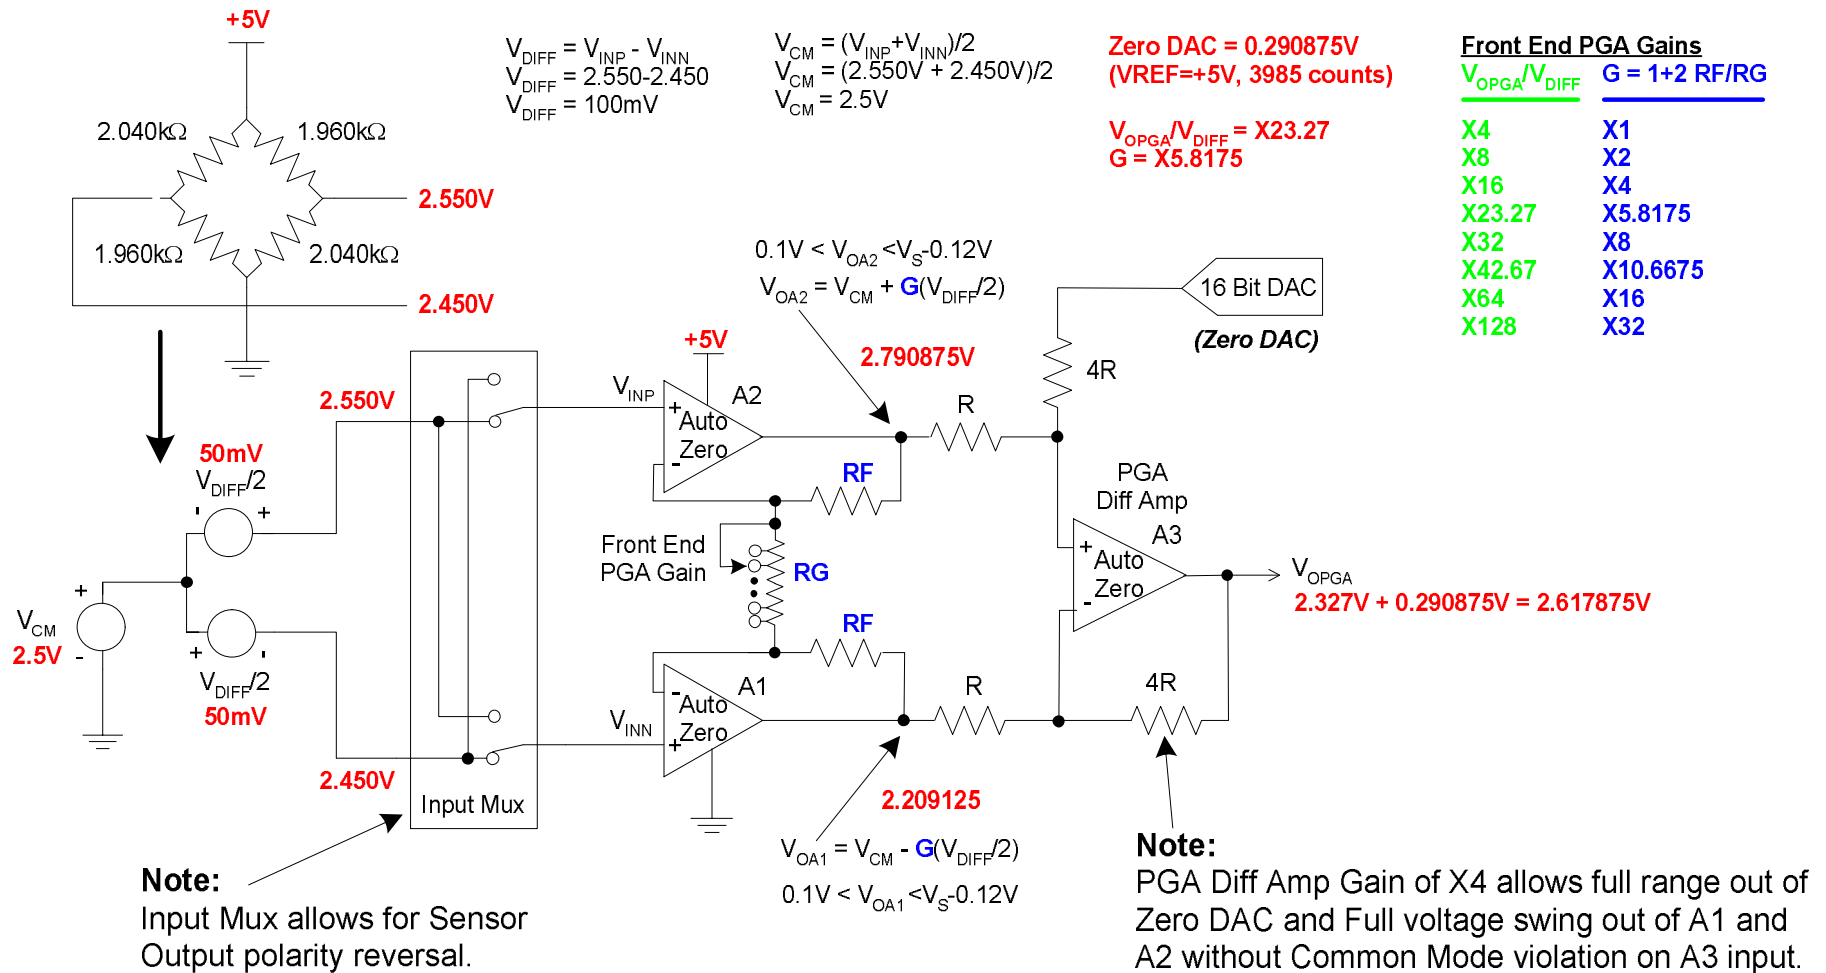 +5V
V_DIFF = V_INP - V_INN
V_DIFF = 2.550-2.450
V_DIFF = 100mV
V_CM = (V_INP+V_INN)/2
V_CM = (2.550V + 2.450V)/2
V_CM = 2.5V
Zero DAC = 0.290875V
(VREF=+5V, 3985 counts)
V_OPGA/V_DIFF = X23.27
G = X5.8175
Front End PGA Gains
V_OPGA/V_DIFF G = 1+2 RF/RG
X4 X1
X8 X2
X16 X4
X23.27 X5.8175
X32 X8
X42.67 X10.6675
X64 X16
X128 X32
2.040kΩ 1.960kΩ
2.550V
1.960kΩ 2.040kΩ
2.450V
0.1V < V_OA2 <V_S-0.12V
V_OA2 = V_CM + G(V_DIFF/2)
16 Bit DAC
(Zero DAC)
+5V
2.790875V
4R
2.550V
V_INP
+
A2
Auto
Zero
-
R
50mV
V_DIFF/2
- +
RF
PGA
Diff Amp
A3
+
Auto
Zero
-
Front End
PGA Gain
RG
V_OPGA
2.327V + 0.290875V = 2.617875V
+
V_CM
2.5V
-
+ -
V_DIFF/2
50mV
RF
A1
-
Auto
Zero
+
V_INN
R
4R
2.450V
Input Mux
2.209125
V_OA1 = V_CM - G(V_DIFF/2)
0.1V < V_OA1 <V_S-0.12V
Note:
Input Mux allows for Sensor
Output polarity reversal.
Note:
PGA Diff Amp Gain of X4 allows full range out of
Zero DAC and Full voltage swing out of A1 and
A2 without Common Mode violation on A3 input.